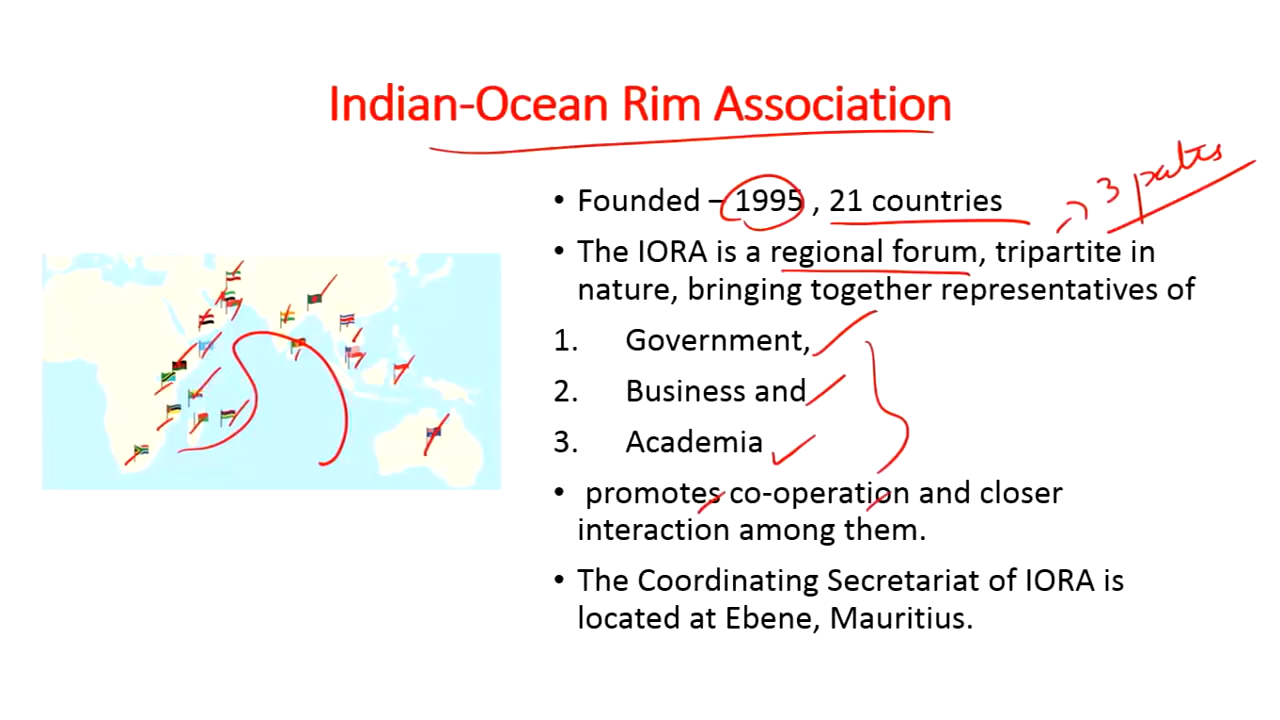 Indian-Ocean Rim Association
• Founded – 1995 , 21 countries
3 pates
• The IORA is a regional forum, tripartite in
nature, bringing together representatives of
1. Government,
2. Business and
3. Academia
• promotes co-operation and closer
interaction among them.
• The Coordinating Secretariat of IORA is
located at Ebene, Mauritius.